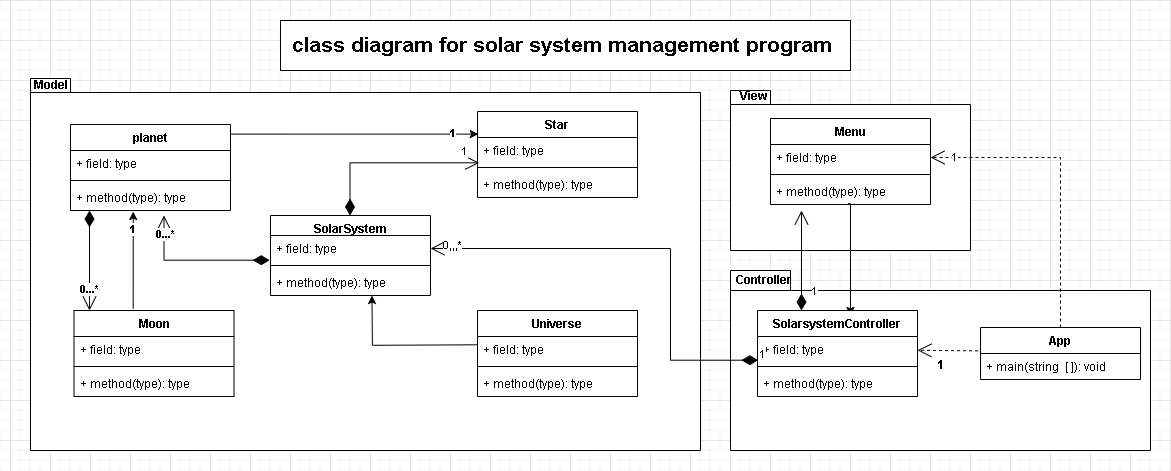 class diagram for solar system management program
Model
planet
+ field: type
+ method(type): type
1
Star
+ field: type
+ method(type): type
1
SolarSystem
+ field: type
+ method(type): type
0...*
1
0...*
0...*
Moon
+ field: type
+ method(type): type
Universe
+ field: type
+ method(type): type
View
Menu
+ field: type
+ method(type): type
1
Controller
1
SolarsystemController
1
+ field: type
+ method(type): type
1
App
+ main(string []): void